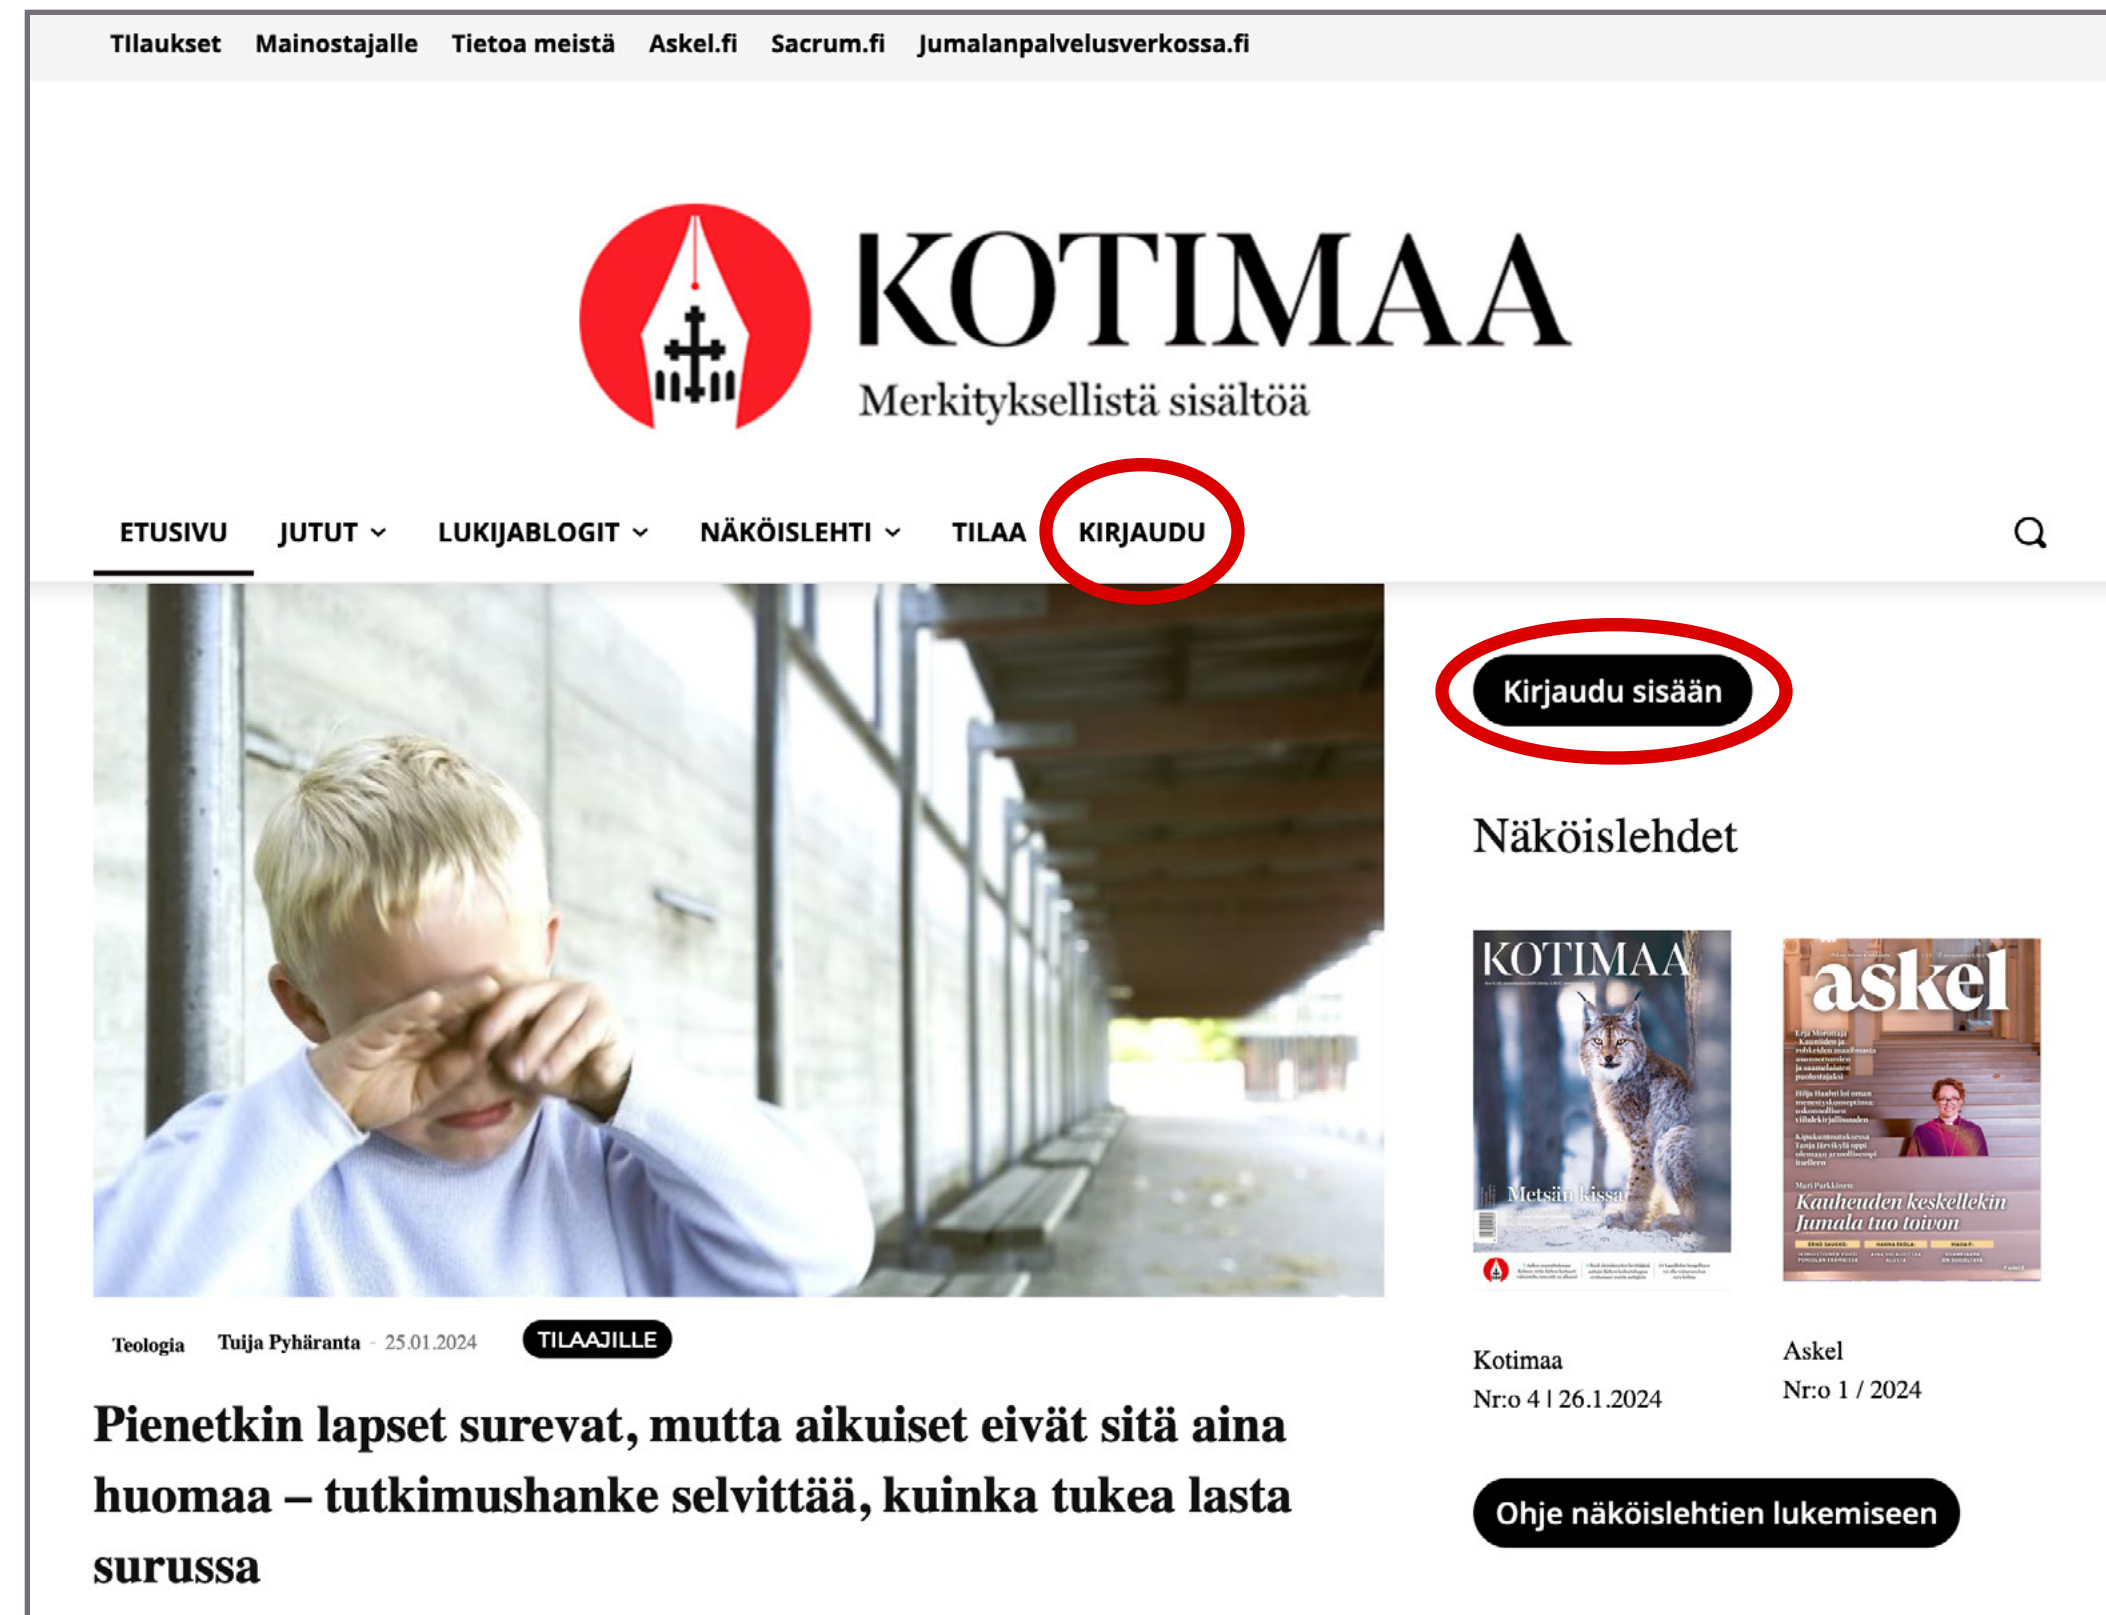 TIlaukset Mainostajalle Tietoa meistä Askel.fi Sacrum.fi Jumalanpalvelusverkossa.fi
KOTIMAA
Merkityksellistä sisältöä
ETUSIVU JUTUT LUKIJABLOGIT NÄKÖISLEHTI TILAA KIRJAUDU
Kirjaudu sisään
Näköislehdet
KOTIMAA
Metsän kissa
askel
Mari Parkkinen:
Kauheuden keskellekin
Jumala tuo toivon
Kotimaa
Nr:o 4 | 26.1.2024
Askel
Nr:o 1 / 2024
Ohje näköislehtien lukemiseen
Teologia Tuija Pyhäranta - 25.01.2024 TILAAJILLE
Pienetkin lapset surevat, mutta aikuiset eivät sitä aina
huomaa – tutkimushanke selvittää, kuinka tukea lasta
surussa